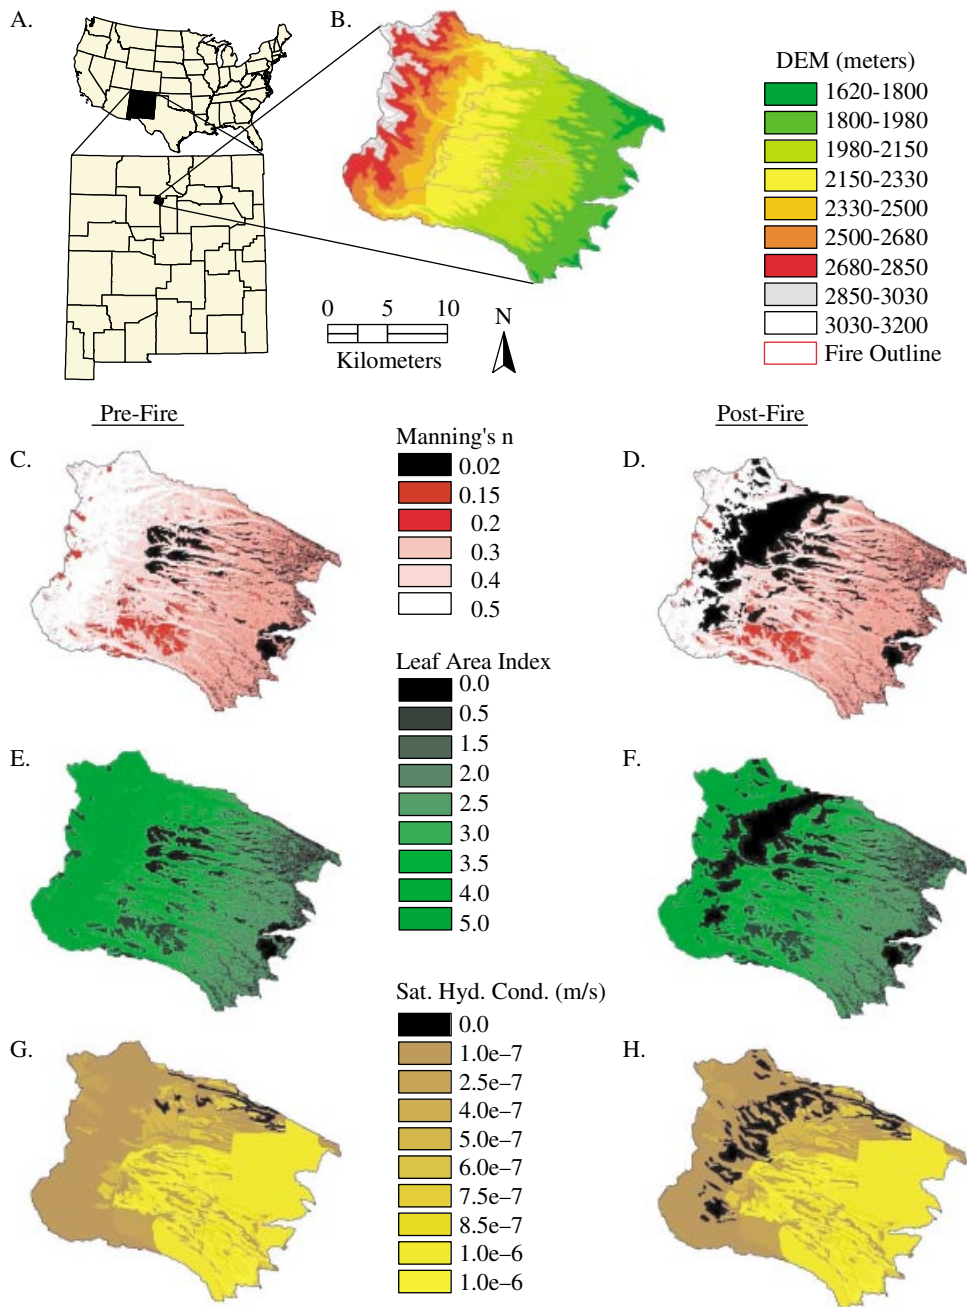 A.
B.
DEM (meters)
1620-1800
1800-1980
1980-2150
2150-2330
2330-2500
2500-2680
2680-2850
2850-3030
3030-3200
Fire Outline
0 5 10
Kilometers
N
Pre-Fire
Post-Fire
C.
Manning's n
0.02
0.15
0.2
0.3
0.4
0.5
D.
Leaf Area Index
0.0
0.5
1.5
2.0
2.5
3.0
3.5
4.0
5.0
E.
F.
Sat. Hyd. Cond. (m/s)
0.0
1.0e–7
2.5e–7
4.0e–7
5.0e–7
6.0e–7
7.5e–7
8.5e–7
1.0e–6
1.0e–6
G.
H.